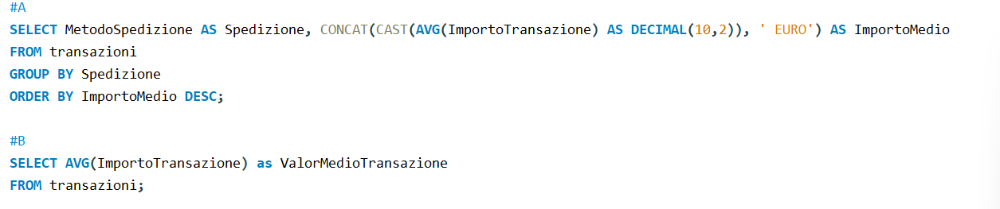 #A
SELECT MetodoSpedizione AS Spedizione, CONCAT(CAST(AVG(ImportoTransazione) AS DECIMAL(10,2)), ' EURO') AS ImportoMedio
FROM transazioni
GROUP BY Spedizione
ORDER BY ImportoMedio DESC;
#B
SELECT AVG(ImportoTransazione) as ValorMedioTransazione
FROM transazioni;